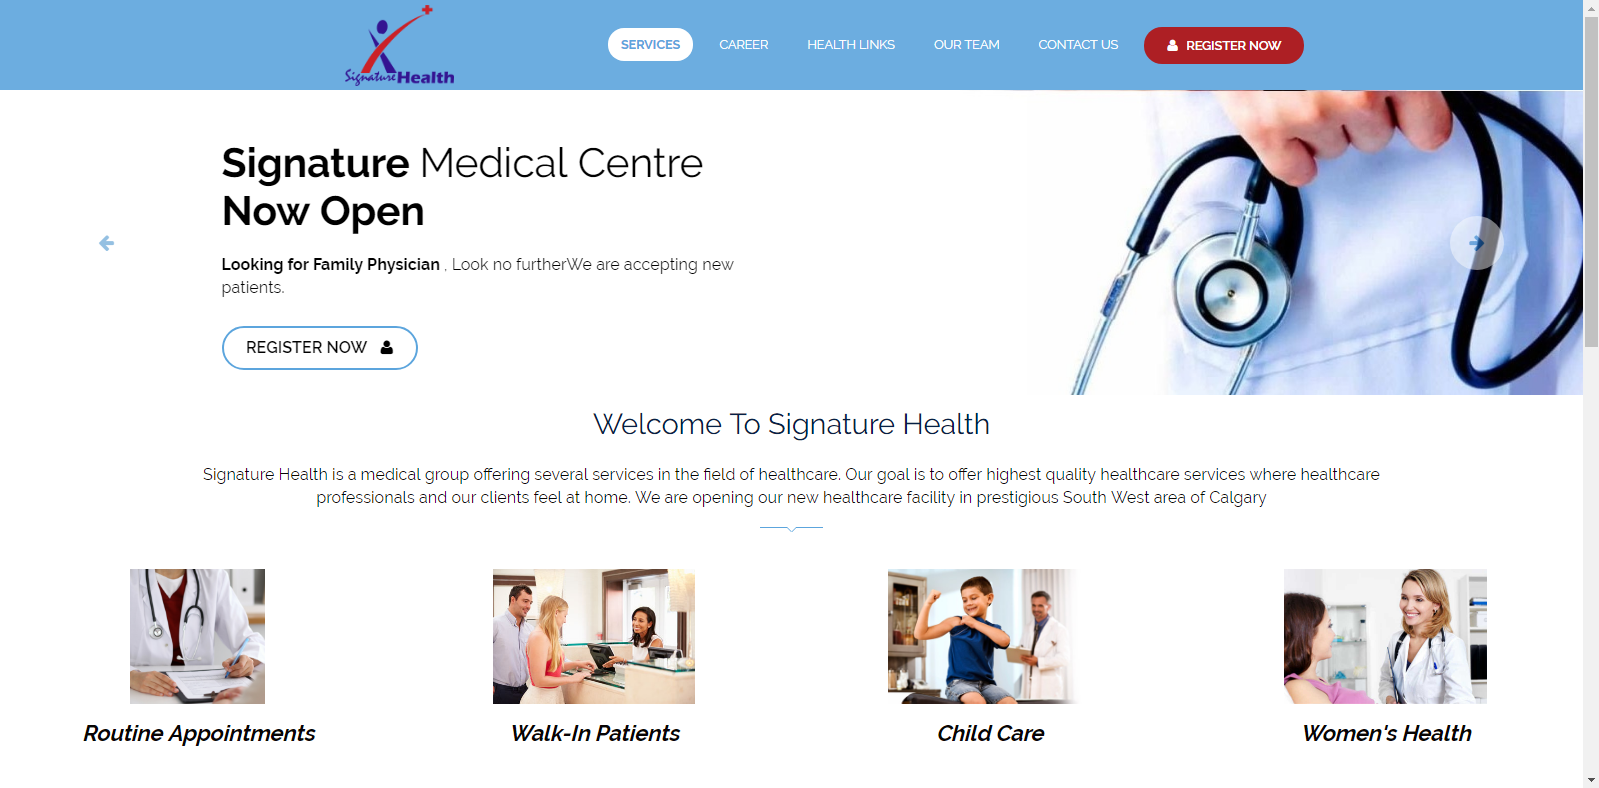 Signature Health
SERVICES
CAREER
HEALTH LINKS
OUR TEAM
CONTACT US
REGISTER NOW
Signature Medical Centre
Now Open
Looking for Family Physician , Look no furtherWe are accepting new
patients.
REGISTER NOW
Welcome To Signature Health
Signature Health is a medical group offering several services in the field of healthcare. Our goal is to offer highest quality healthcare services where healthcare
professionals and our clients feel at home. We are opening our new healthcare facility in prestigious South West area of Calgary
Routine Appointments
Walk-In Patients
Child Care
Women's Health